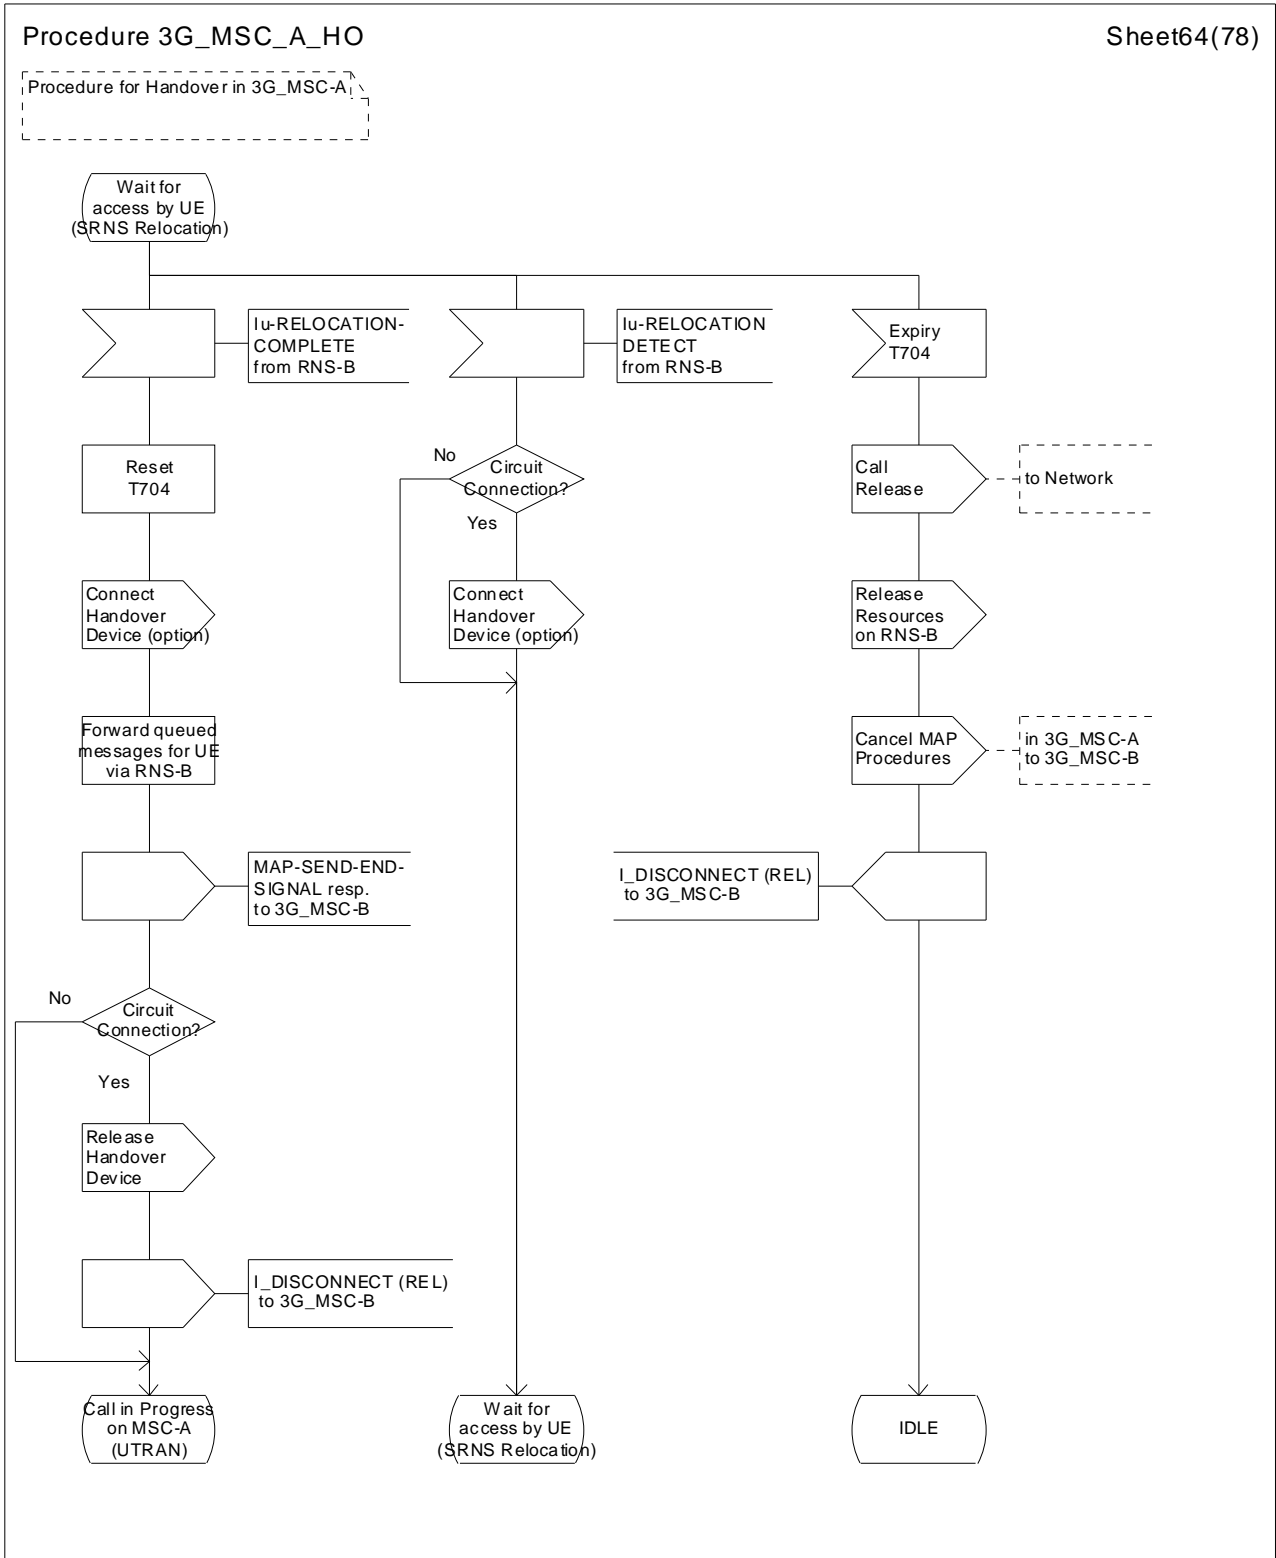 Procedure 3G_MSC_A_HO
Sheet64(78)
Procedure for Handover in 3G_MSC-A
Wait for
access by UE
(SRNS Relocation)
Iu-RELOCATION-
COMPLETE
from RNS-B
Iu-RELOCATION
DETECT
from RNS-B
Expiry
T704
Reset
T704
No
Circuit
Connection?
Yes
Call
Release
to Network
Connect
Handover
Device (option)
Connect
Handover
Device (option)
Release
Resources
on RNS-B
Forward queued
messages for UE
via RNS-B
Cancel MAP
Procedures
in 3G_MSC-A
to 3G_MSC-B
MAP-SEND-END-
SIGNAL resp.
to 3G_MSC-B
I_DISCONNECT (REL)
to 3G_MSC-B
No
Circuit
Connection?
Yes
Release
Handover
Device
I_DISCONNECT (REL)
to 3G_MSC-B
Call in Progress
on MSC-A
(UTRAN)
Wait for
access by UE
(SRNS Relocation)
IDLE